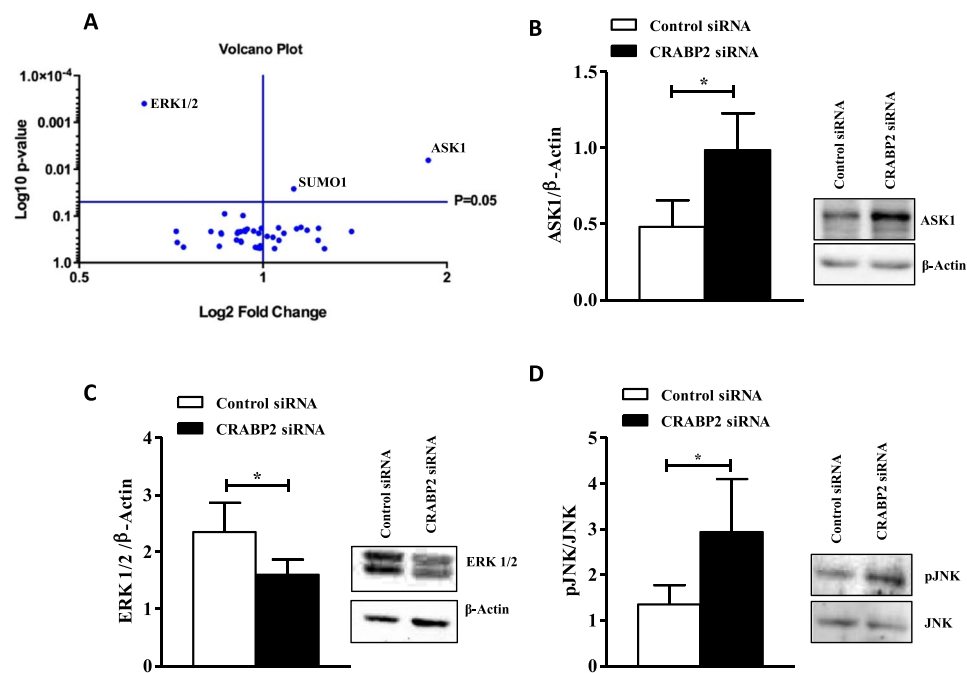 A
Volcano Plot
1.0×10⁻⁴
0.001
0.01
0.1
1.0
Log10 p-value
ERK1/2
ASK1
SUMO1
P=0.05
0.5
1
2
Log2 Fold Change
B
Control siRNA
CRABP2 siRNA
1.5
1.0
0.5
0.0
ASK1/β-Actin
*
Control siRNA
CRABP2 siRNA
ASK1
β-Actin
C
Control siRNA
CRABP2 siRNA
4
3
2
1
0
ERK 1/2 /β-Actin
*
Control siRNA
CRABP2 siRNA
ERK 1/2
β-Actin
D
Control siRNA
CRABP2 siRNA
5
4
3
2
1
0
pJNK/JNK
*
Control siRNA
CRABP2 siRNA
pJNK
JNK